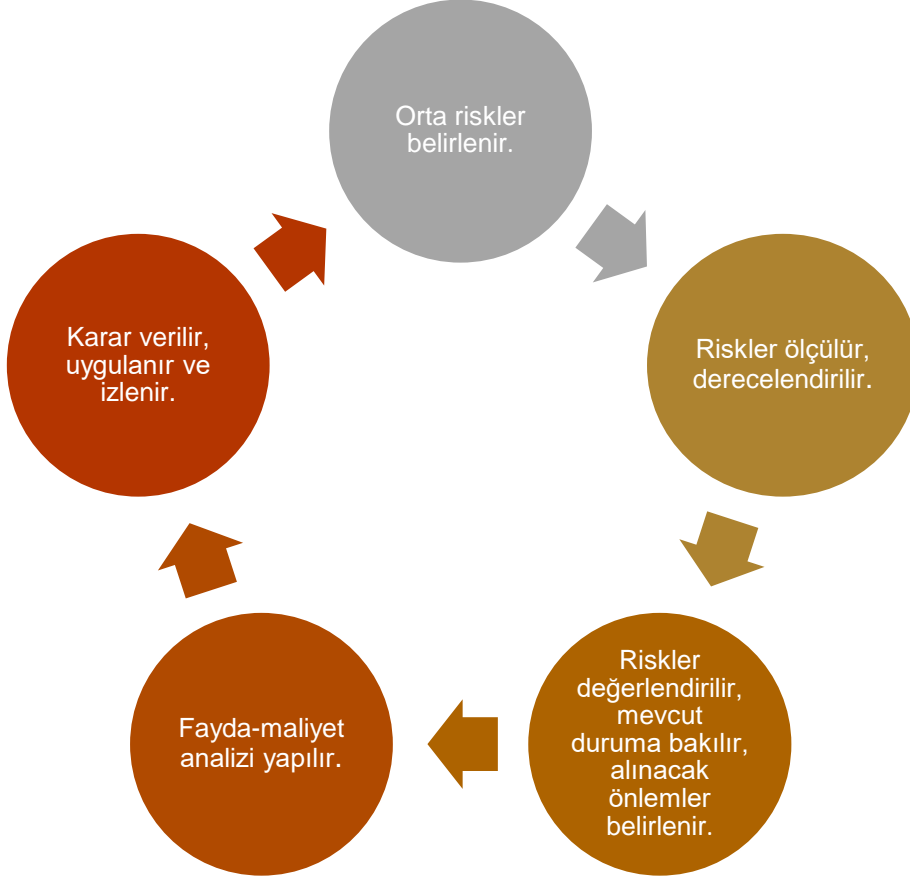 Orta riskler
belirlenir.
Riskler ölçülür,
derecelendirilir.
Riskler
değerlendirilir,
mevcut
duruma bakılır,
alınacak
önlemler
belirlenir.
Fayda-maliyet
analizi yapılır.
Karar verilir,
uygulanır ve
izlenir.